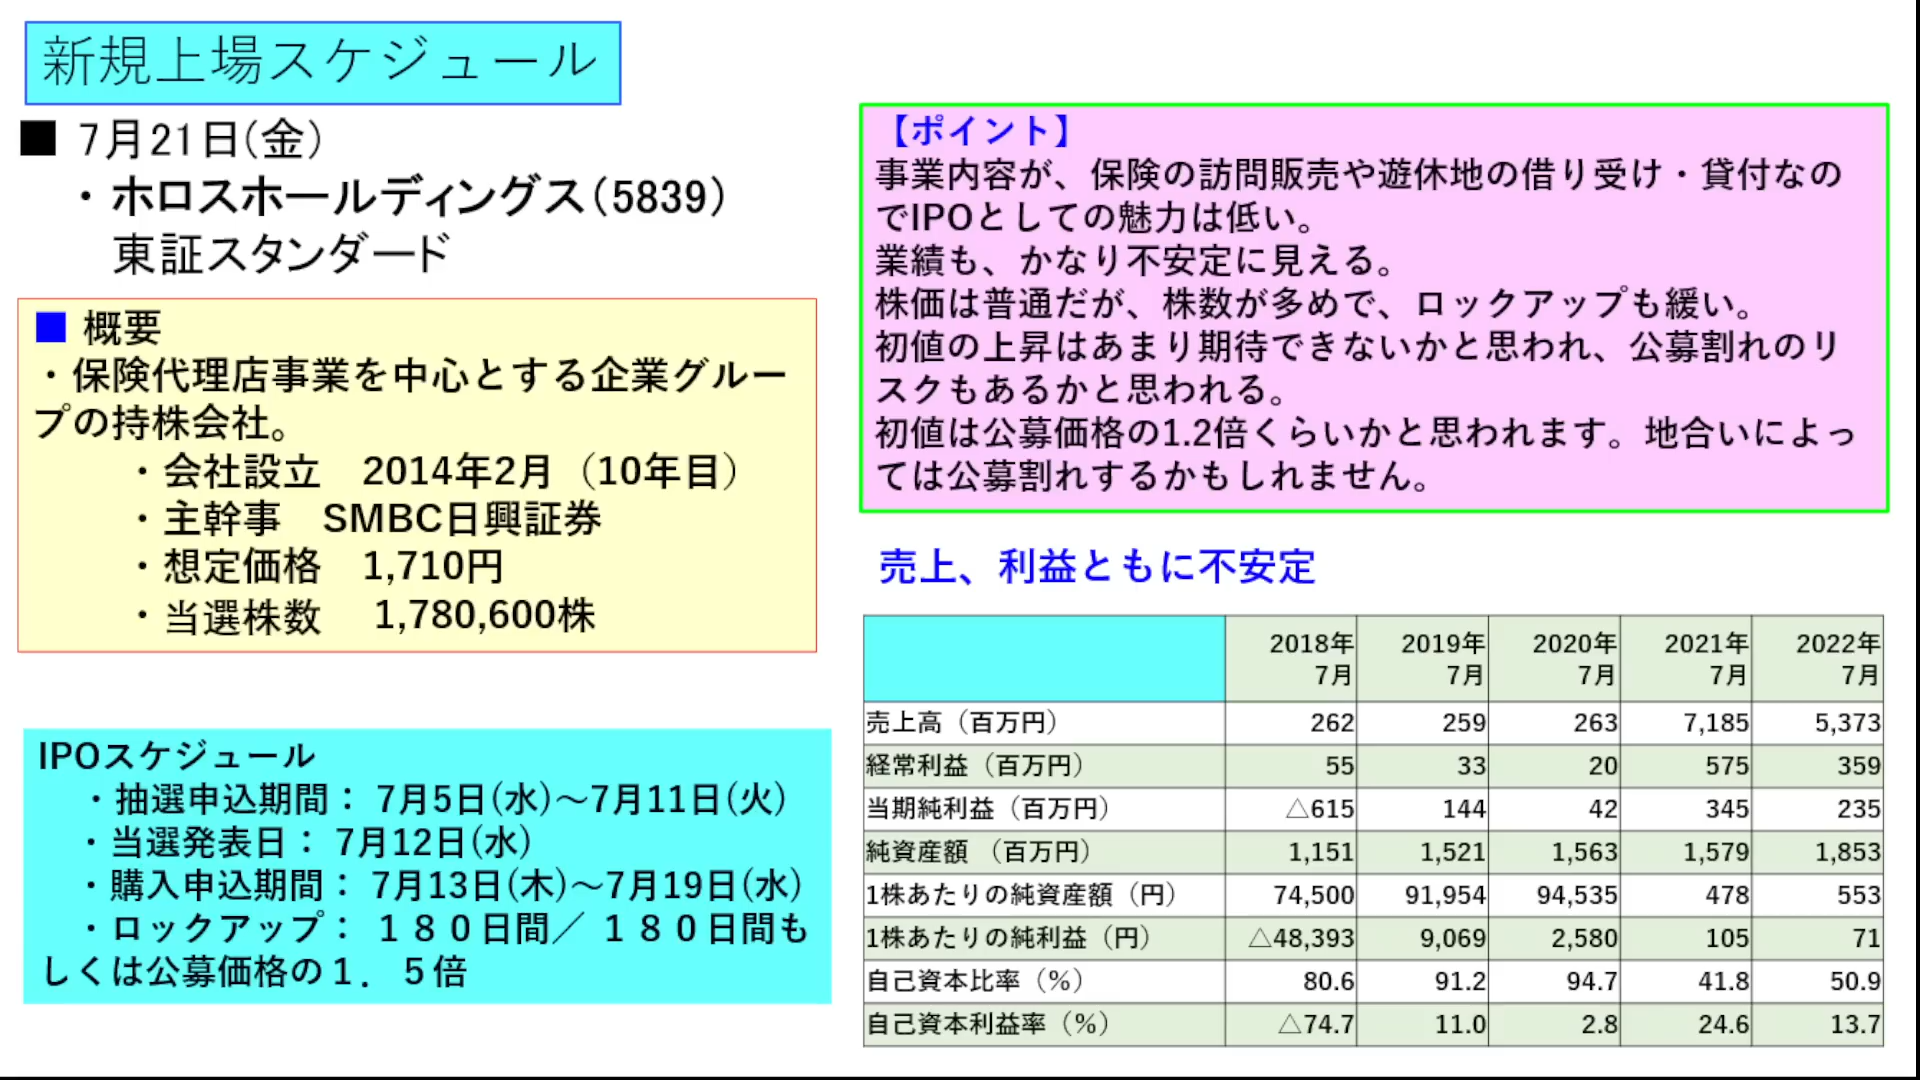 新規上場スケジュール
■ 7月21日(金)
・ホロスホールディングス(5839)
東証スタンダード
■ 概要
・保険代理店事業を中心とする企業グルー
プの持株会社。
・会社設立　2014年2月（10年目）
・主幹事　SMBC日興証券
・想定価格　1,710円
・当選株数　1,780,600株
IPOスケジュール
・抽選申込期間： 7月5日(水)～7月11日(火)
・当選発表日： 7月12日(水)
・購入申込期間： 7月13日(木)～7月19日(水)
・ロックアップ： １８０日間／１８０日間も
しくは公募価格の１．５倍
【ポイント】
事業内容が、保険の訪問販売や遊休地の借り受け・貸付なの
でIPOとしての魅力は低い。
業績も、かなり不安定に見える。
株価は普通だが、株数が多めで、ロックアップも緩い。
初値の上昇はあまり期待できないかと思われ、公募割れのリ
スクもあるかと思われる。
初値は公募価格の1.2倍くらいかと思われます。地合いによっ
ては公募割れするかもしれません。
売上、利益ともに不安定
2018年 2019年 2020年 2021年 2022年
7月 7月 7月 7月 7月
売上高（百万円） 262 259 263 7,185 5,373
経常利益（百万円） 55 33 20 575 359
当期純利益（百万円） △615 144 42 345 235
純資産額 （百万円） 1,151 1,521 1,563 1,579 1,853
1株あたりの純資産額（円） 74,500 91,954 94,535 478 553
1株あたりの純利益（円） △48,393 9,069 2,580 105 71
自己資本比率（%） 80.6 91.2 94.7 41.8 50.9
自己資本利益率（%） △74.7 11.0 2.8 24.6 13.7